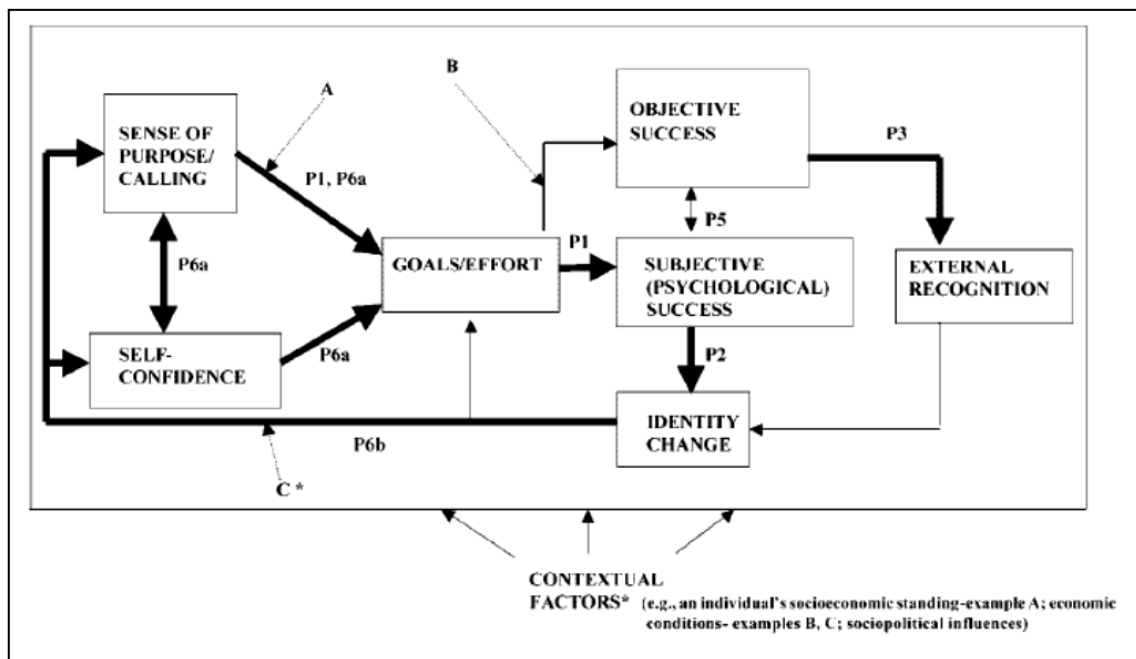 A
B
SENSE OF
PURPOSE/
CALLING
OBJECTIVE
SUCCESS
P3
P1, P6a
P6a
GOALS/EFFORT
P1
P5
SUBJECTIVE
(PSYCHOLOGICAL)
SUCCESS
EXTERNAL
RECOGNITION
SELF-
CONFIDENCE
P6a
P2
IDENTITY
CHANGE
P6b
C *
CONTEXTUAL
FACTORS* (e.g., an individual's socioeconomic standing-example A; economic
conditions- examples B, C; sociopolitical influences)